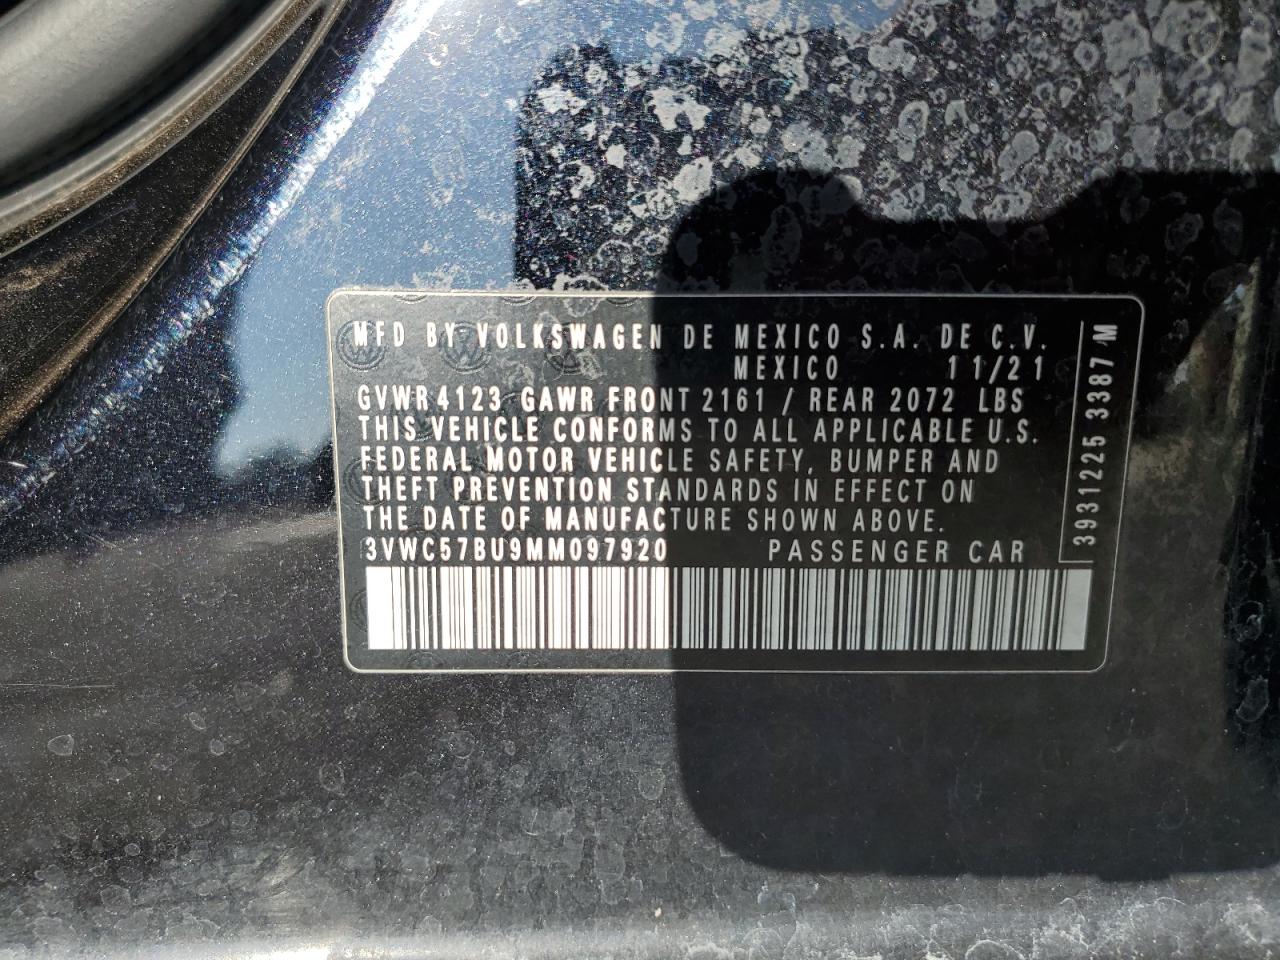 MFD BY VOLKSWAGEN DE MEXICO S.A. DE C.V.
MEXICO 11/21
GVWR 4123 GAWR FRONT 2161 / REAR 2072 LBS
THIS VEHICLE CONFORMS TO ALL APPLICABLE U.S.
FEDERAL MOTOR VEHICLE SAFETY, BUMPER AND
THEFT PREVENTION STANDARDS IN EFFECT ON
THE DATE OF MANUFACTURE SHOWN ABOVE.
3VWC57BU9MM097920 PASSENGER CAR
3931225 3387 M